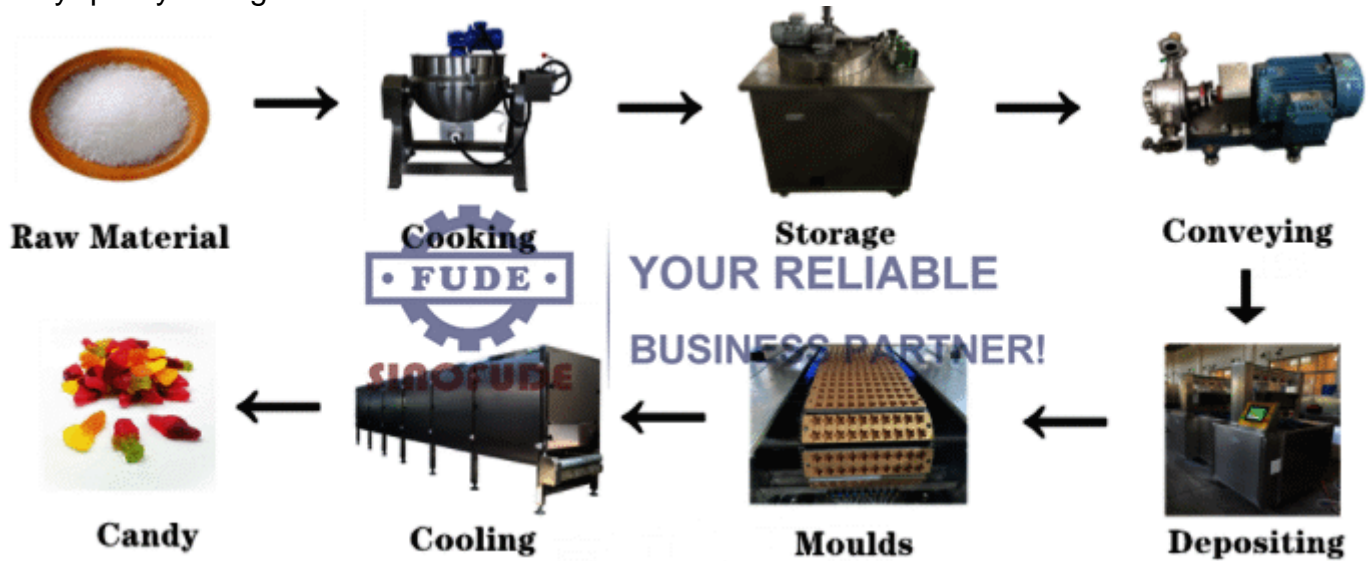 Raw Material
Cooking
Storage
Conveying
FUDE
SINOFUDE
YOUR RELIABLE
BUSINESS PARTNER!
Candy
Cooling
Moulds
Depositing